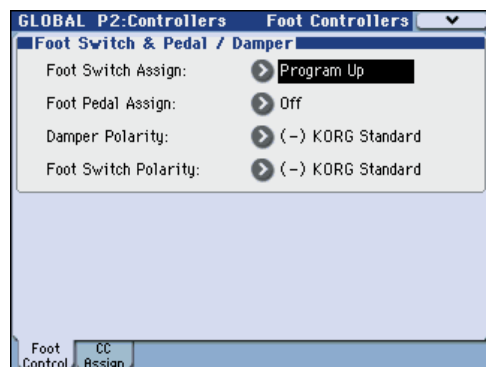 GLOBAL P2:Controllers Foot Controllers
Foot Switch & Pedal / Damper
Foot Switch Assign: Program Up
Foot Pedal Assign: Off
Damper Polarity: (-) KORG Standard
Foot Switch Polarity: (-) KORG Standard
Foot Control
CC Assign